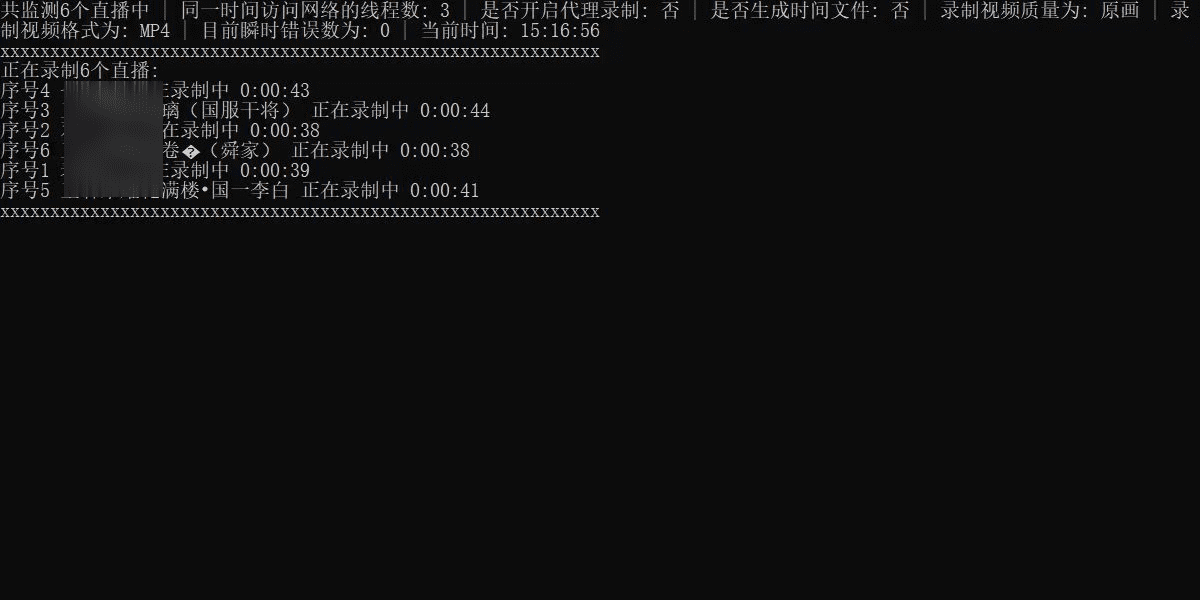 共监测6个直播中 | 同一时间访问网络的线程数: 3 | 是否开启代理录制: 否 | 是否生成时间文件: 否 | 录制视频质量为: 原画 | 录
制视频格式为: MP4 | 目前瞬时错误数为: 0 | 当前时间: 15:16:56
xxxxxxxxxxxxxxxxxxxxxxxxxxxxxxxxxxxxxxxxxxxxxxxxxxxxxxxxxxxx
正在录制6个直播:
序号4 正在录制中 0:00:43
序号3 璃（国服干将） 正在录制中 0:00:44
序号2 在录制中 0:00:38
序号6 卷�（舜家） 正在录制中 0:00:38
序号1 正在录制中 0:00:39
序号5 满楼•国一李白 正在录制中 0:00:41
xxxxxxxxxxxxxxxxxxxxxxxxxxxxxxxxxxxxxxxxxxxxxxxxxxxxxxxxxxxx